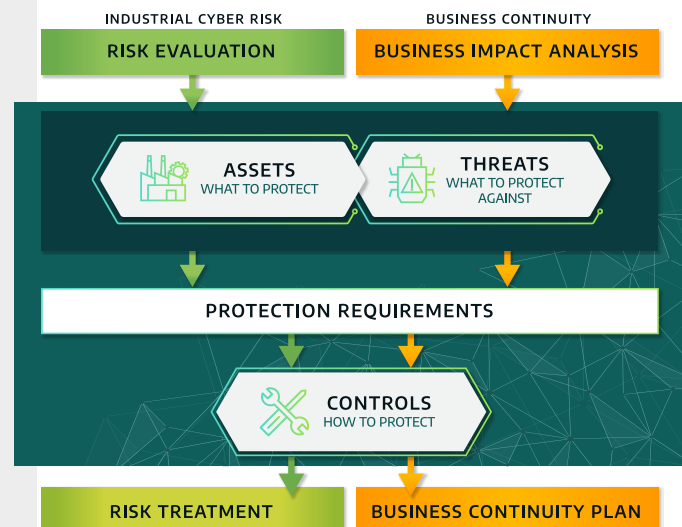 INDUSTRIAL CYBER RISK
BUSINESS CONTINUITY
RISK EVALUATION
BUSINESS IMPACT ANALYSIS
ASSETS
WHAT TO PROTECT
THREATS
WHAT TO PROTECT
AGAINST
PROTECTION REQUIREMENTS
CONTROLS
HOW TO PROTECT
RISK TREATMENT
BUSINESS CONTINUITY PLAN